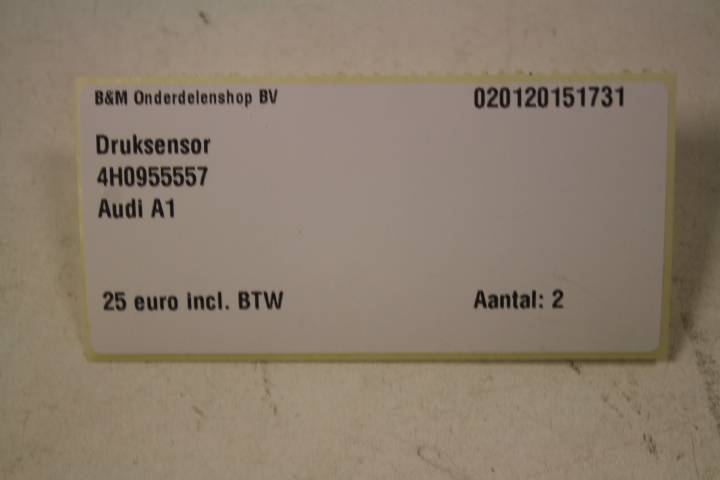 B&M Onderdelenshop BV 020120151731
Druksensor
4H0955557
Audi A1
25 euro incl. BTW Aantal: 2